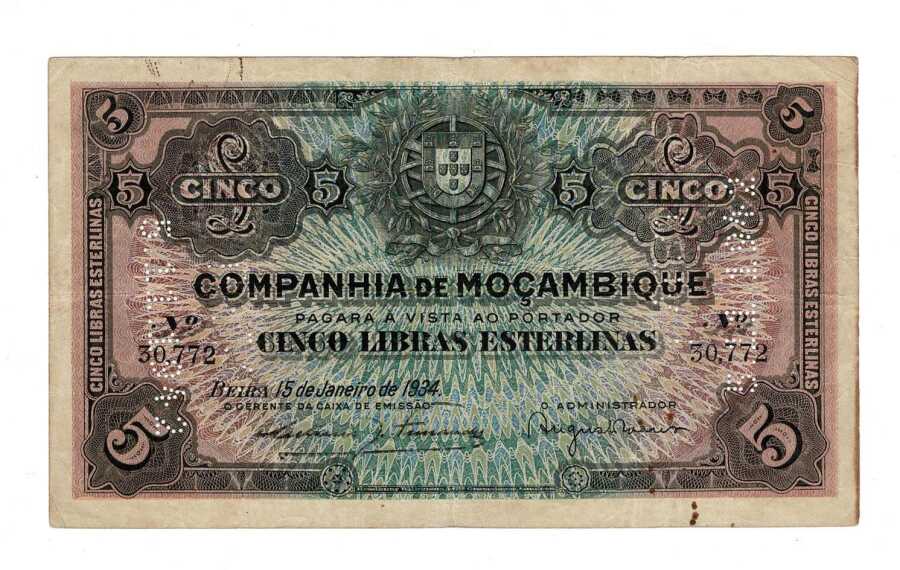 5
5
CINCO
5
5
CINCO
5
5
CINCO LIBRAS ESTERLINAS
CINCO LIBRAS ESTERLINAS
COMPANHIA DE MOÇAMBIQUE
PAGARÁ Á VISTA AO PORTADOR
CINCO LIBRAS ESTERLINAS
Nº
30,772
Nº
30,772
BEIRA 15 de Janeiro de 1934.
O GERENTE DA CAIXA DE EMISSÃO
O ADMINISTRADOR
5
5